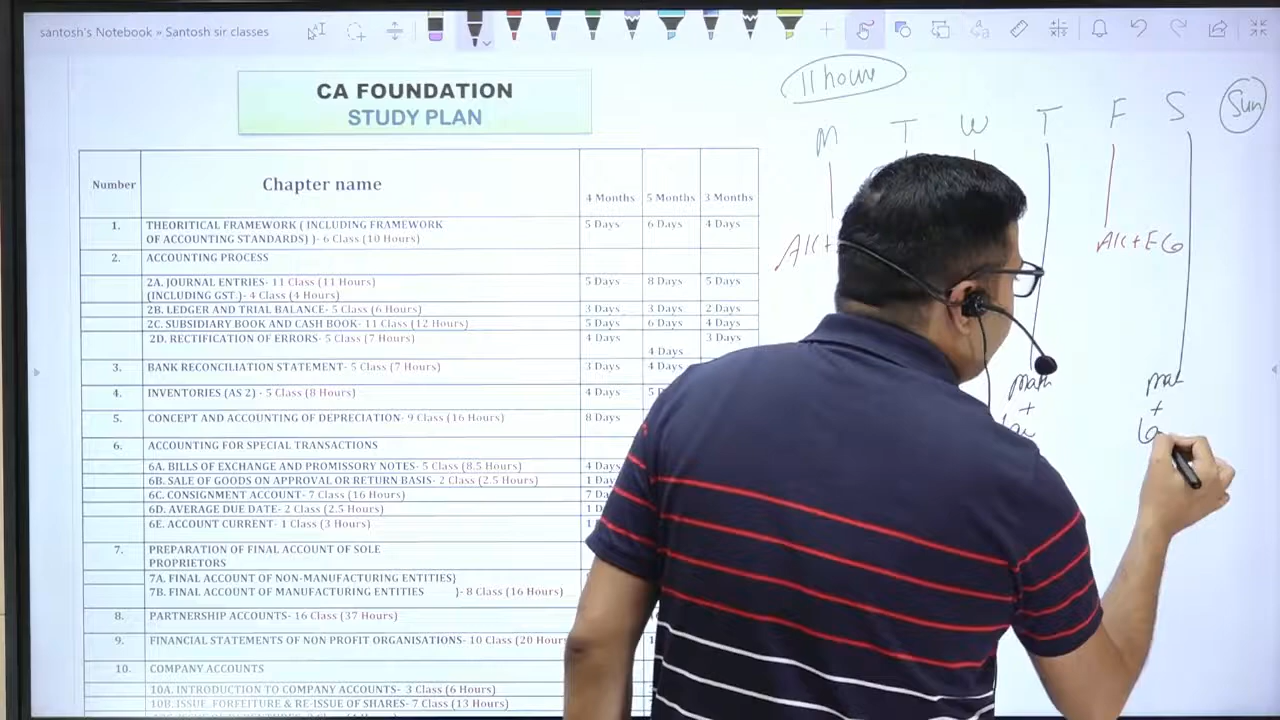 santosh's Notebook » Santosh sir classes
CA FOUNDATION
STUDY PLAN
11 hours
M T W T F S Sun
A/C+
A/C+ECo
math
+
Law
mat
+
La
Number Chapter name 4 Months 5 Months 3 Months
1. THEORITICAL FRAMEWORK ( INCLUDING FRAMEWORK
OF ACCOUNTING STANDARDS) )- 6 Class (10 Hours) 5 Days 6 Days 4 Days
2. ACCOUNTING PROCESS
2A. JOURNAL ENTRIES- 11 Class (11 Hours)
(INCLUDING GST.)- 4 Class (4 Hours) 5 Days 8 Days 5 Days
2B. LEDGER AND TRIAL BALANCE- 5 Class (6 Hours) 3 Days 3 Days 2 Days
2C. SUBSIDIARY BOOK AND CASH BOOK- 11 Class (12 Hours) 5 Days 6 Days 4 Days
2D. RECTIFICATION OF ERRORS- 5 Class (7 Hours) 4 Days 4 Days 3 Days
3. BANK RECONCILIATION STATEMENT- 5 Class (7 Hours) 3 Days 4 Days
4. INVENTORIES (AS 2) - 5 Class (8 Hours) 4 Days 5
5. CONCEPT AND ACCOUNTING OF DEPRECIATION- 9 Class (16 Hours) 8 Days
6. ACCOUNTING FOR SPECIAL TRANSACTIONS
6A. BILLS OF EXCHANGE AND PROMISSORY NOTES- 5 Class (8.5 Hours) 4 Days
6B. SALE OF GOODS ON APPROVAL OR RETURN BASIS- 2 Class (2.5 Hours) 1 Day
6C. CONSIGNMENT ACCOUNT- 7 Class (16 Hours) 7 Da
6D. AVERAGE DUE DATE- 2 Class (2.5 Hours) 1 D
6E. ACCOUNT CURRENT- 1 Class (3 Hours) 1
7. PREPARATION OF FINAL ACCOUNT OF SOLE
PROPRIETORS
7A. FINAL ACCOUNT OF NON-MANUFACTURING ENTITIES}
7B. FINAL ACCOUNT OF MANUFACTURING ENTITIES }- 8 Class (16 Hours)
8. PARTNERSHIP ACCOUNTS- 16 Class (37 Hours)
9. FINANCIAL STATEMENTS OF NON PROFIT ORGANISATIONS- 10 Class (20 Hours
10. COMPANY ACCOUNTS
10A. INTRODUCTION TO COMPANY ACCOUNTS- 3 Class (6 Hours)
10B. ISSUE, FORFEITURE & RE-ISSUE OF SHARES- 7 Class (13 Hours)